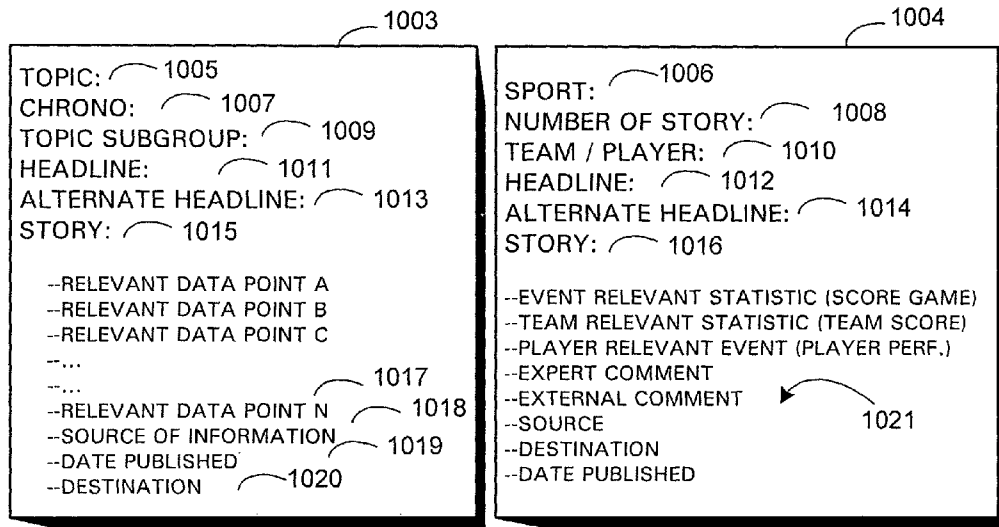 1003
TOPIC: 1005
CHRONO: 1007
TOPIC SUBGROUP: 1009
HEADLINE: 1011
ALTERNATE HEADLINE: 1013
STORY: 1015
--RELEVANT DATA POINT A
--RELEVANT DATA POINT B
--RELEVANT DATA POINT C
--...
--...
1017
--RELEVANT DATA POINT N
1018
--SOURCE OF INFORMATION
1019
--DATE PUBLISHED
--DESTINATION 1020
1004
SPORT: 1006
NUMBER OF STORY: 1008
TEAM / PLAYER: 1010
HEADLINE: 1012
ALTERNATE HEADLINE: 1014
STORY: 1016
--EVENT RELEVANT STATISTIC (SCORE GAME)
--TEAM RELEVANT STATISTIC (TEAM SCORE)
--PLAYER RELEVANT EVENT (PLAYER PERF.)
--EXPERT COMMENT
--EXTERNAL COMMENT
1021
--SOURCE
--DESTINATION
--DATE PUBLISHED